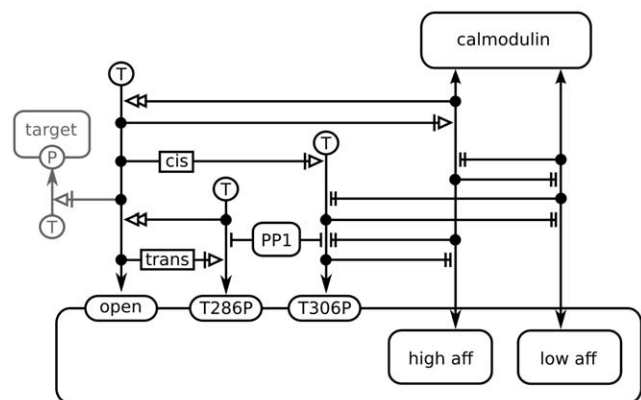 calmodulin
T
target
P
T
cis
T
T
PP1
trans
T
open
T286P
T306P
high aff
low aff